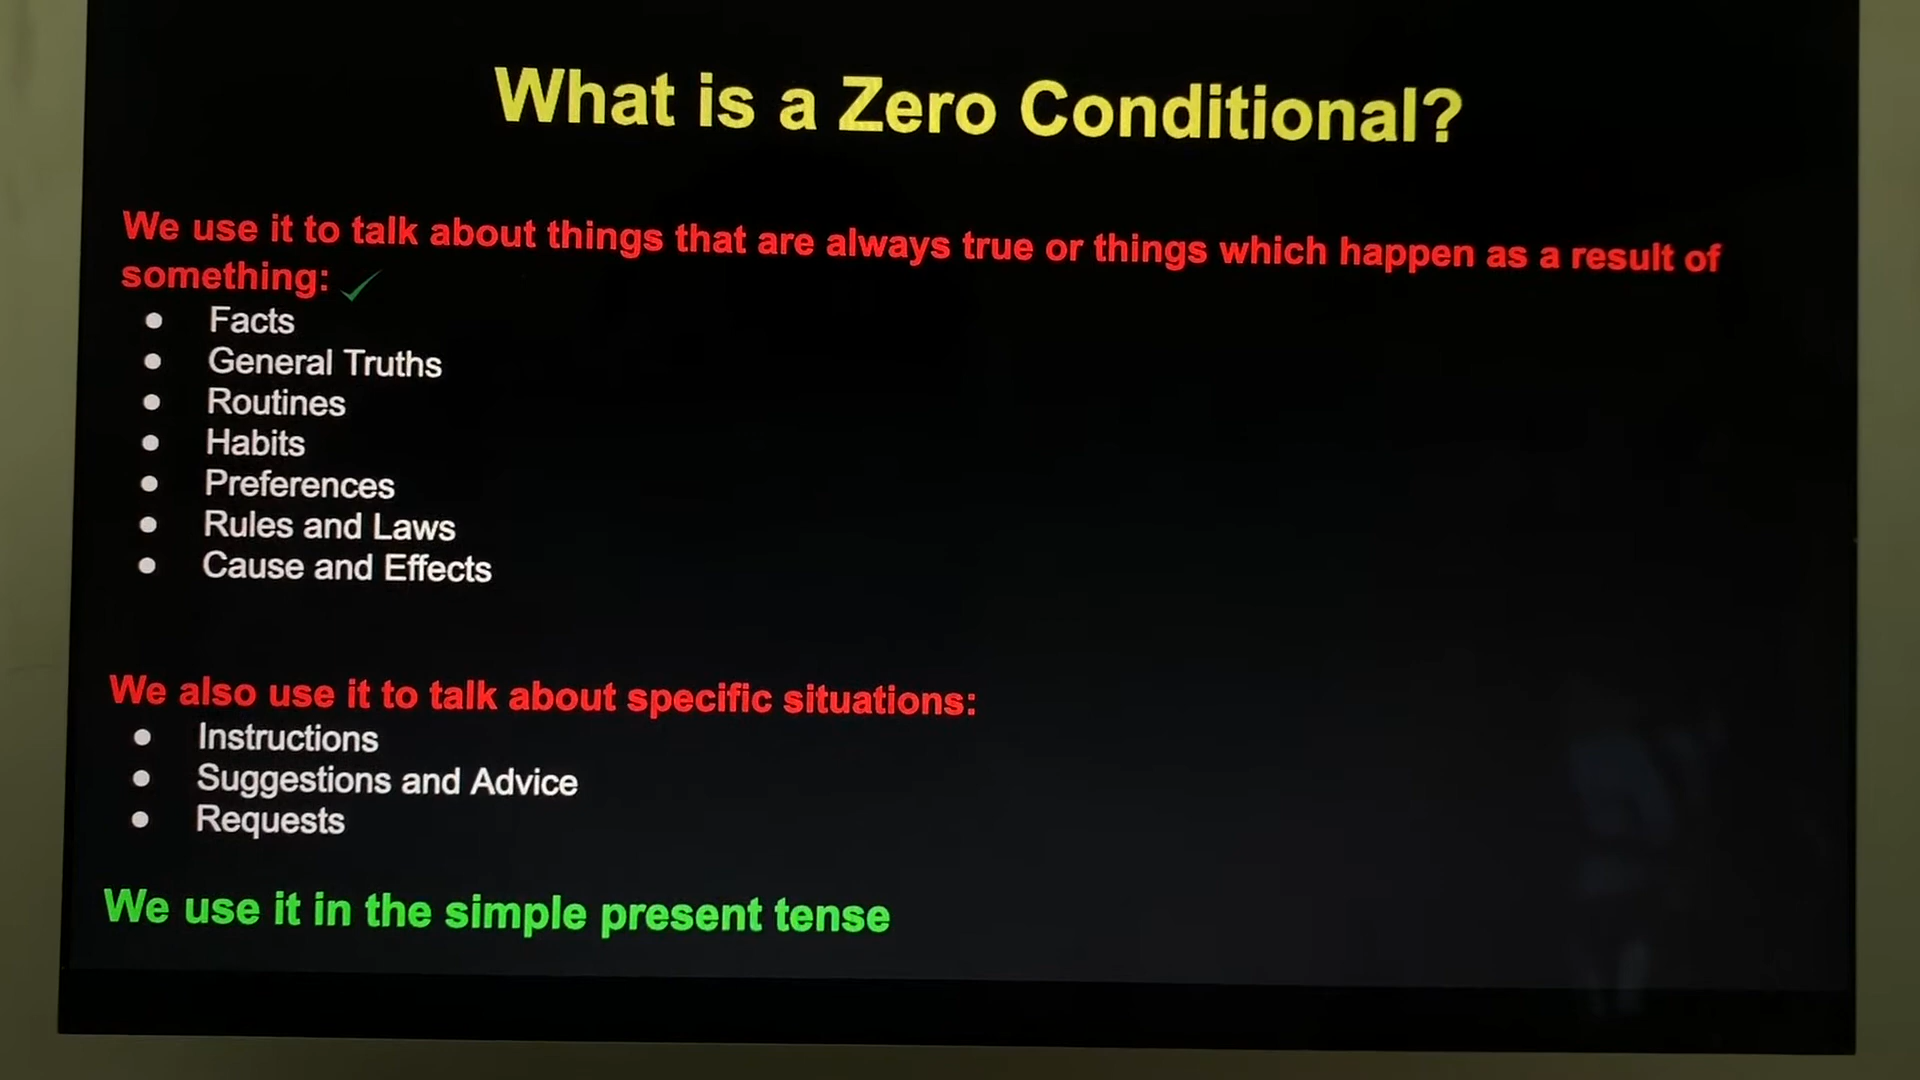 What is a Zero Conditional?
We use it to talk about things that are always true or things which happen as a result of
something:
Facts
General Truths
Routines
Habits
Preferences
Rules and Laws
Cause and Effects
We also use it to talk about specific situations:
Instructions
Suggestions and Advice
Requests
We use it in the simple present tense